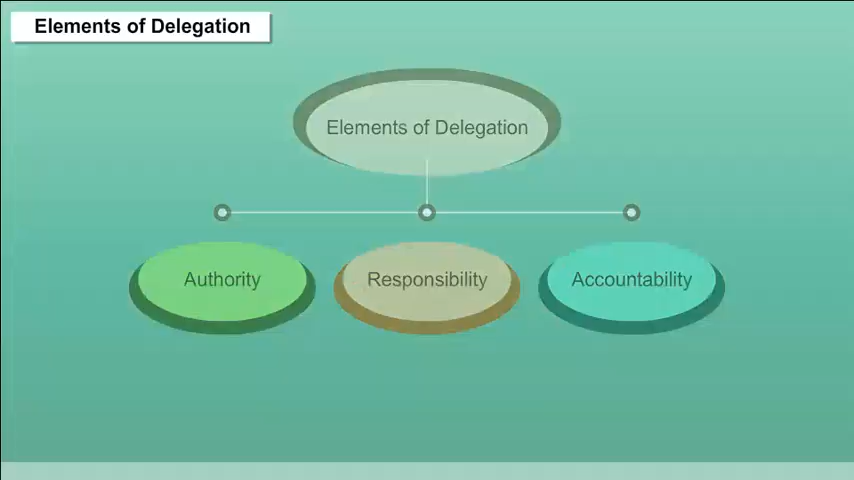 Elements of Delegation
Elements of Delegation
Authority
Responsibility
Accountability